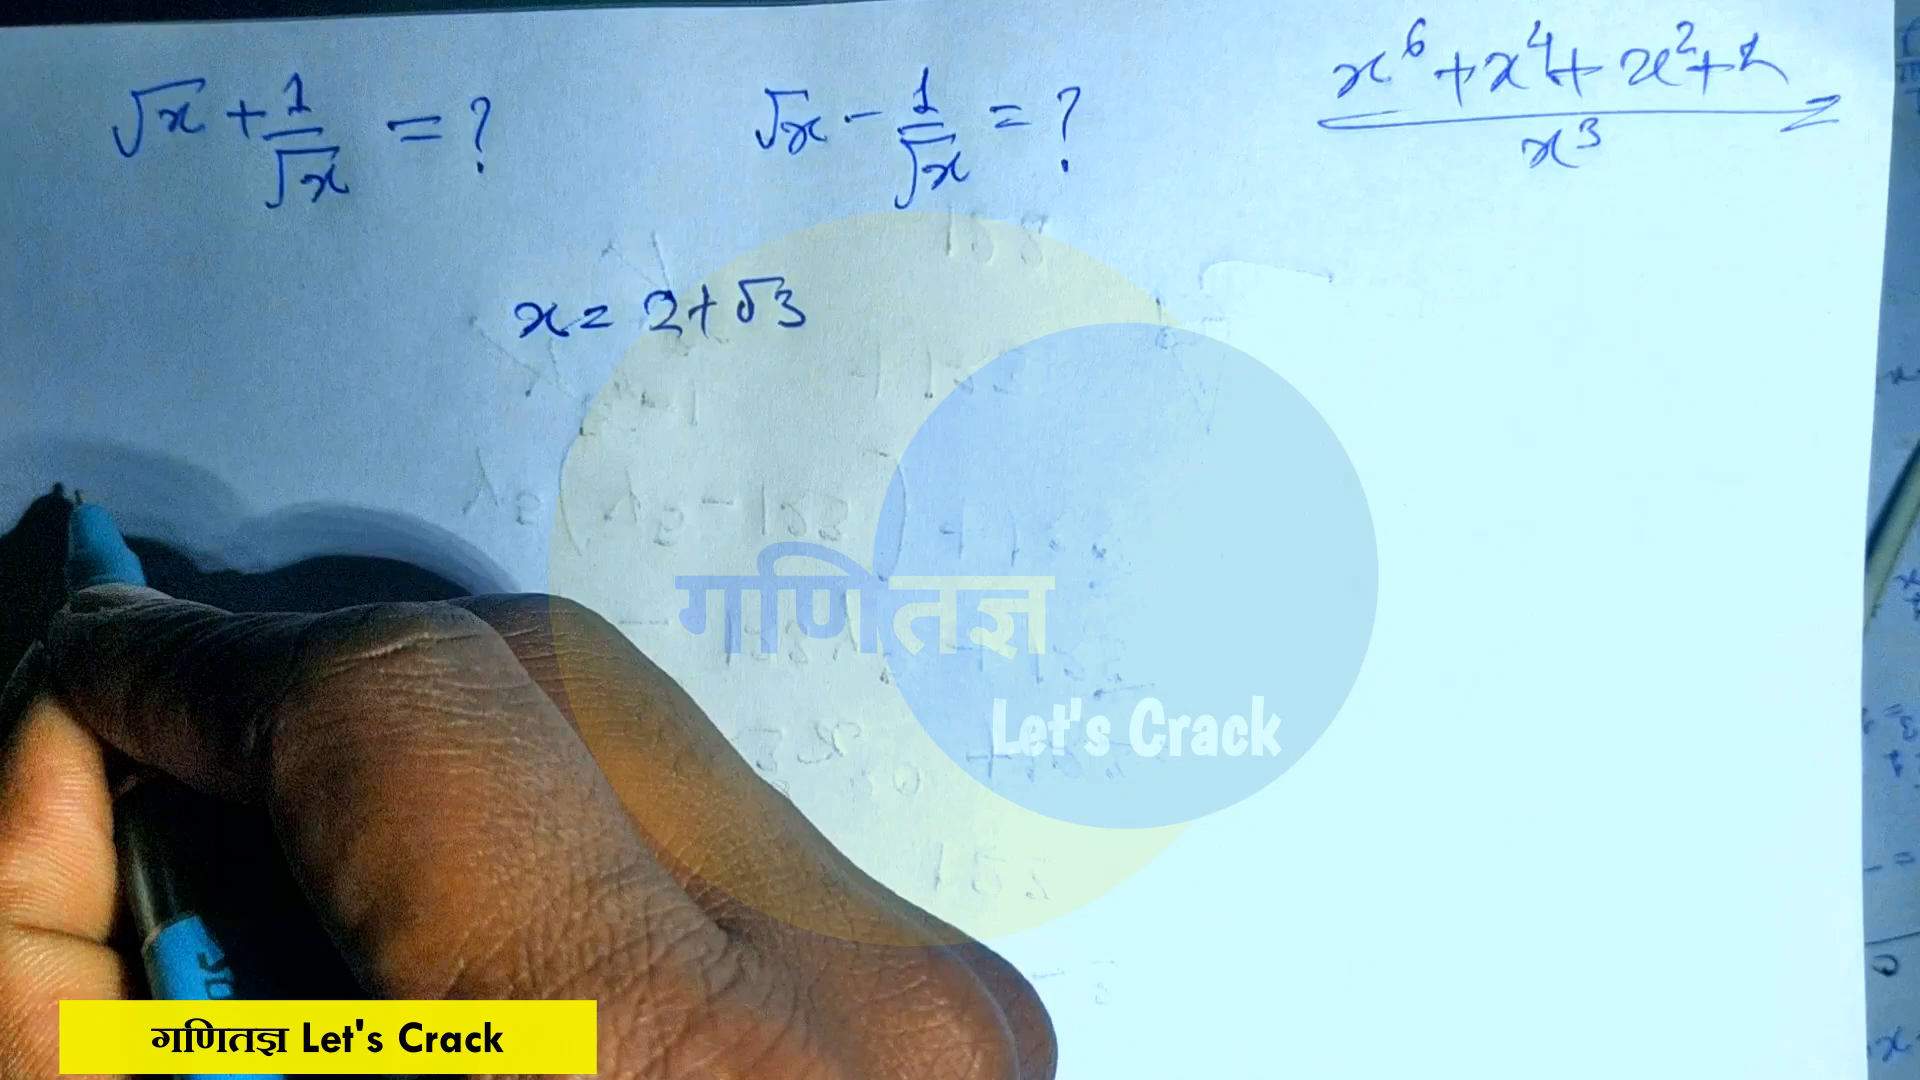 √x + 1/√x = ?
√x - 1/√x = ?
x⁶+x⁴+x²+1/x³ =
x = 2+√3
गणितज्ञ
Let's Crack
गणितज्ञ Let's Crack